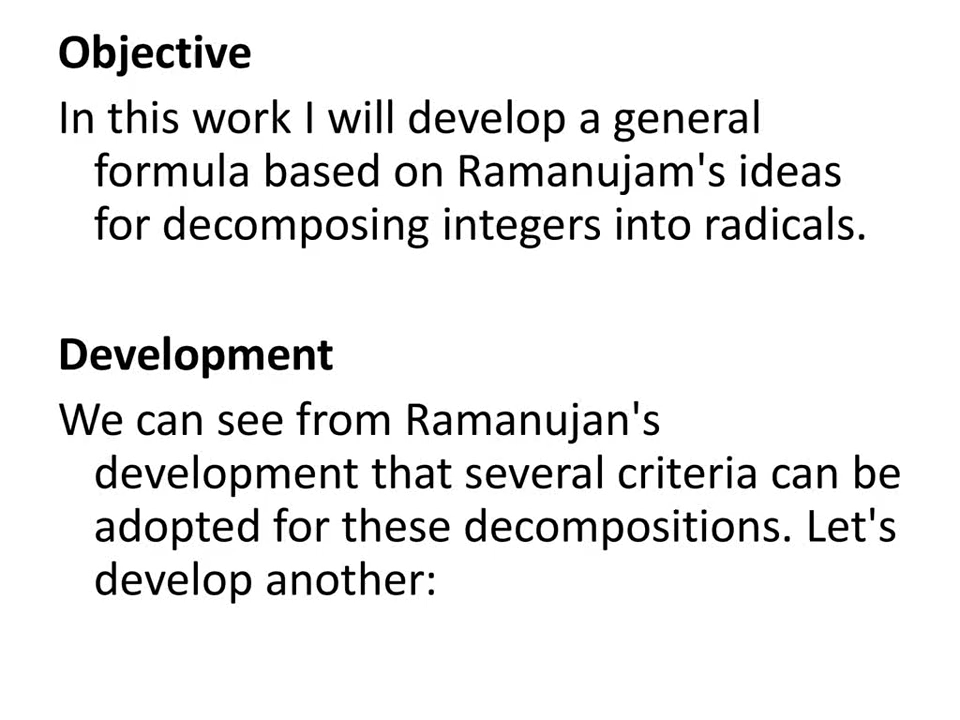 Objective
In this work I will develop a general
formula based on Ramanujam's ideas
for decomposing integers into radicals.
Development
We can see from Ramanujan's
development that several criteria can be
adopted for these decompositions. Let's
develop another: